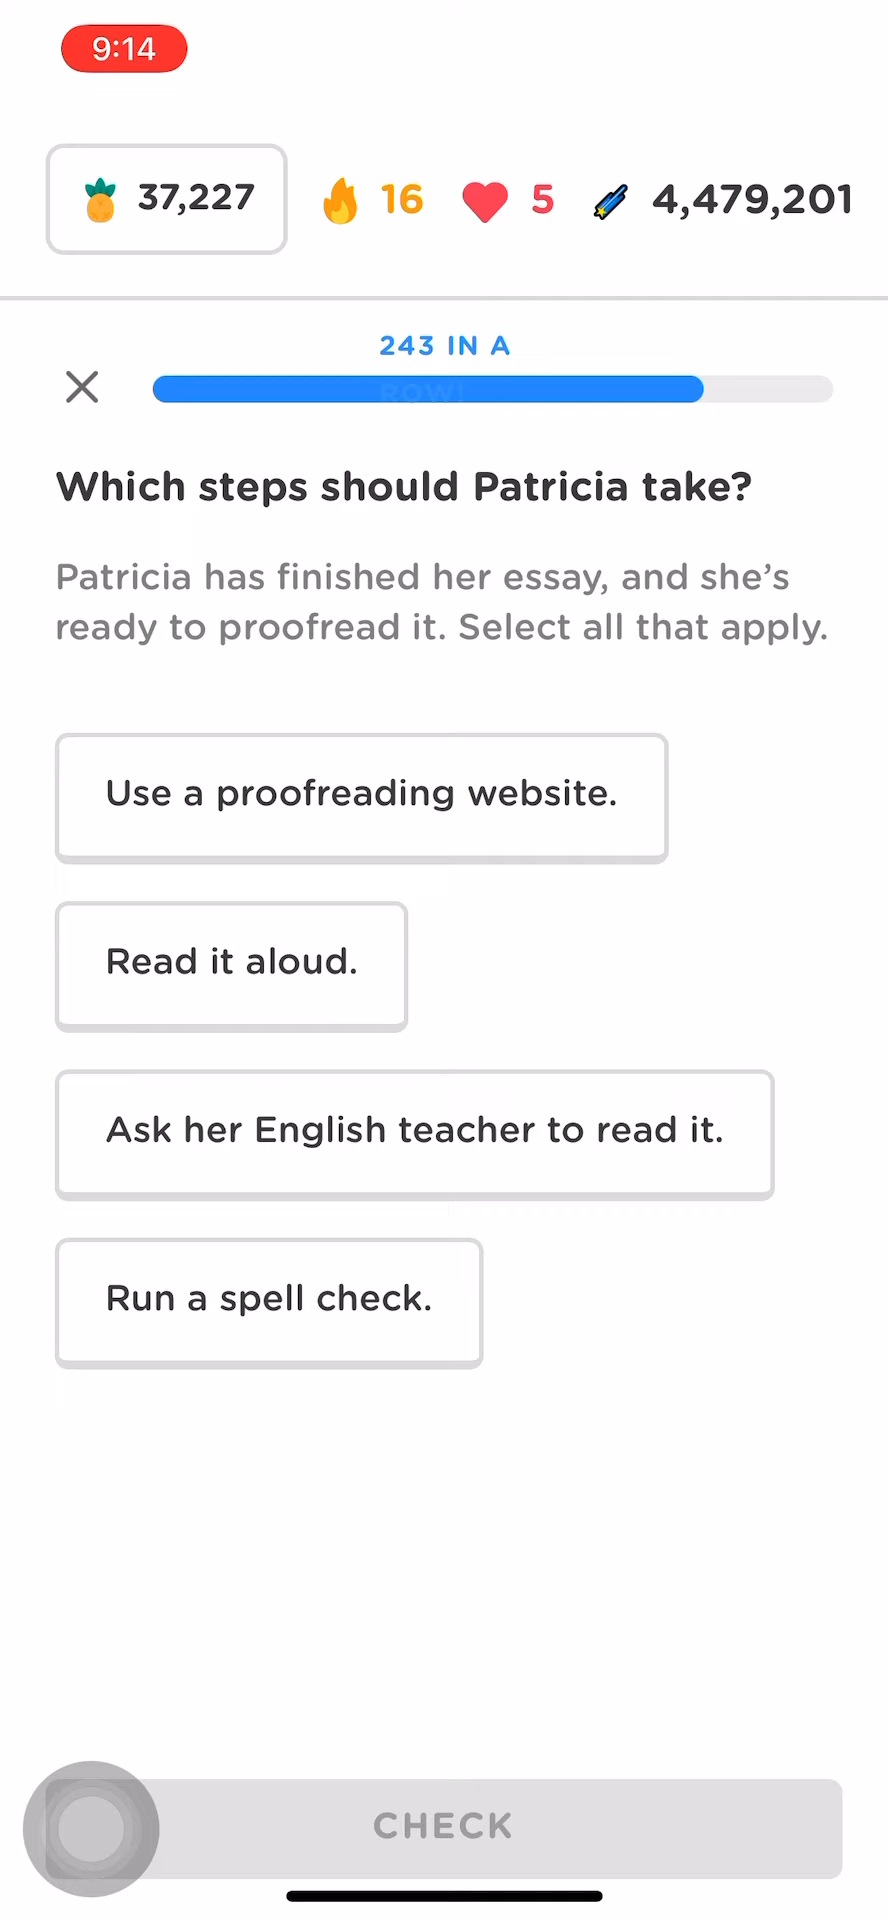 9:14
37,227 16 5 4,479,201
243 IN A
ROW!
Which steps should Patricia take?
Patricia has finished her essay, and she’s
ready to proofread it. Select all that apply.
Use a proofreading website.
Read it aloud.
Ask her English teacher to read it.
Run a spell check.
CHECK